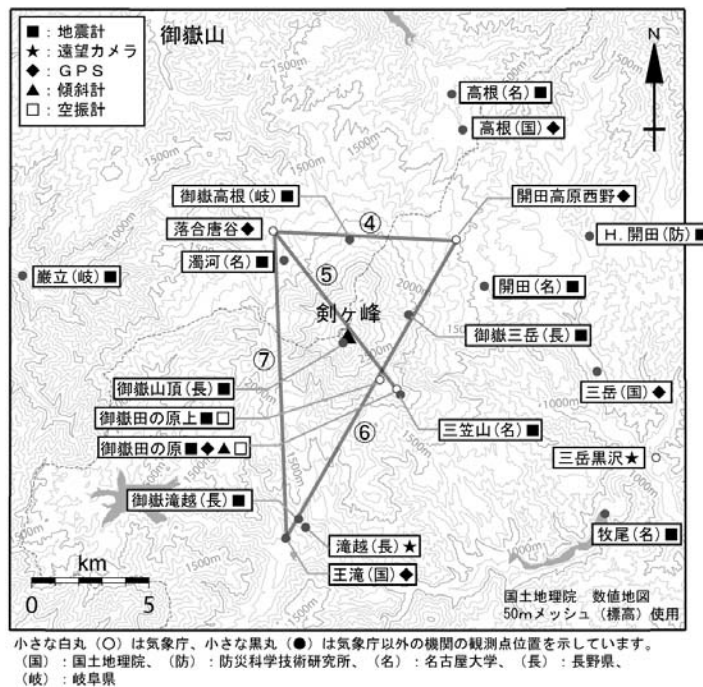 ■：地震計
★：遠望カメラ
◆：ＧＰＳ
▲：傾斜計
□：空振計
御嶽山
N
1500m
1500m
高根(名)■
高根(国)◆
御嶽高根(岐)■
④
開田高原西野◆
落合唐谷◆
H.開田(防)■
濁河(名)■
⑤
巌立(岐)■
開田(名)■
2000m
剣ヶ峰
御嶽三岳(長)■
⑦
御嶽山頂(長)■
三岳(国)◆
御嶽田の原上■□
1000m
⑥
三笠山(名)■
御嶽田の原■◆▲□
1500m
三岳黒沢★
御嶽滝越(長)■
牧尾(名)■
滝越(長)★
1500m
1000m
km
王滝(国)◆
0 5
国土地理院　数値地図
50mメッシュ（標高）使用
小さな白丸（○）は気象庁、小さな黒丸（●）は気象庁以外の機関の観測点位置を示しています。
（国）：国土地理院、（防）：防災科学技術研究所、（名）：名古屋大学、（長）：長野県、
（岐）：岐阜県